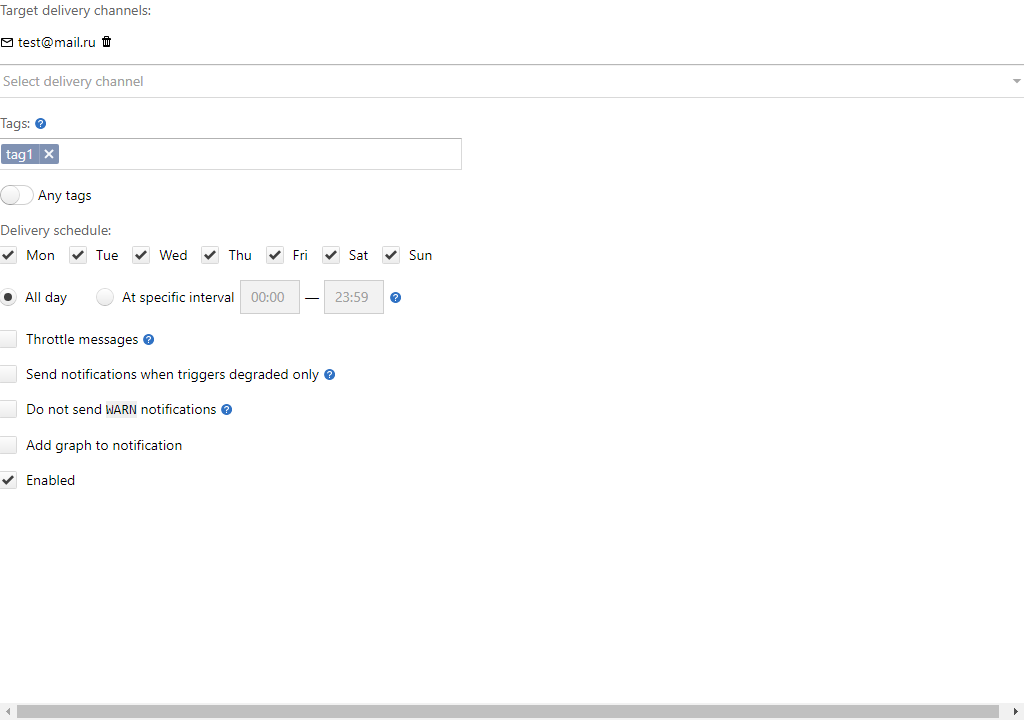 Target delivery channels:
test@mail.ru
Select delivery channel
Tags:
tag1
Any tags
Delivery schedule:
Mon Tue Wed Thu Fri Sat Sun
All day At specific interval 00:00 — 23:59
Throttle messages
Send notifications when triggers degraded only
Do not send WARN notifications
Add graph to notification
Enabled